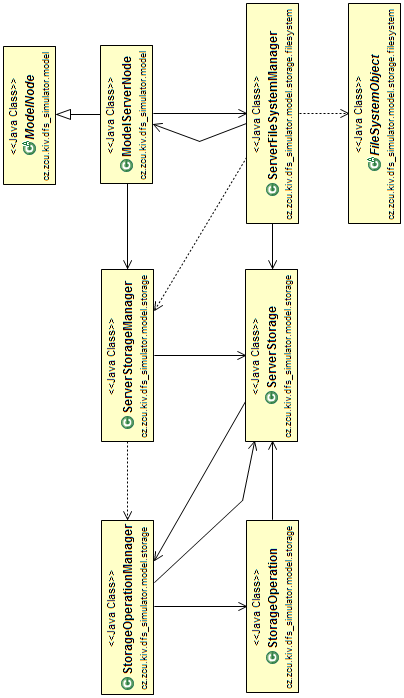 <<Java Class>>
ModelNode
cz.zcu.kiv.dfs_simulator.model
<<Java Class>>
ModelServerNode
cz.zcu.kiv.dfs_simulator.model
<<Java Class>>
ServerFileSystemManager
cz.zcu.kiv.dfs_simulator.model.storage.filesystem
<<Java Class>>
FileSystemObject
cz.zcu.kiv.dfs_simulator.model.storage.filesystem
<<Java Class>>
ServerStorageManager
cz.zcu.kiv.dfs_simulator.model.storage
<<Java Class>>
ServerStorage
cz.zcu.kiv.dfs_simulator.model.storage
<<Java Class>>
StorageOperationManager
cz.zcu.kiv.dfs_simulator.model.storage
<<Java Class>>
StorageOperation
cz.zcu.kiv.dfs_simulator.model.storage